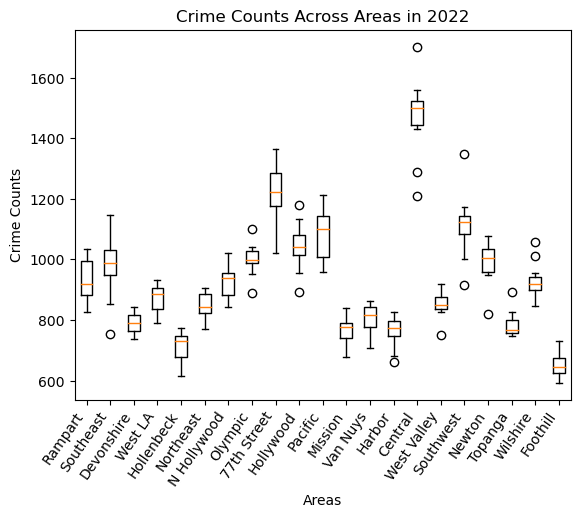 Crime Counts Across Areas in 2022
Crime Counts
1600
1400
1200
1000
800
600
Rampart
Southeast
Devonshire
West LA
Hollenbeck
Northeast
N Hollywood
Olympic
77th Street
Hollywood
Pacific
Mission
Van Nuys
Harbor
Central
West Valley
Southwest
Newton
Topanga
Wilshire
Foothill
Areas